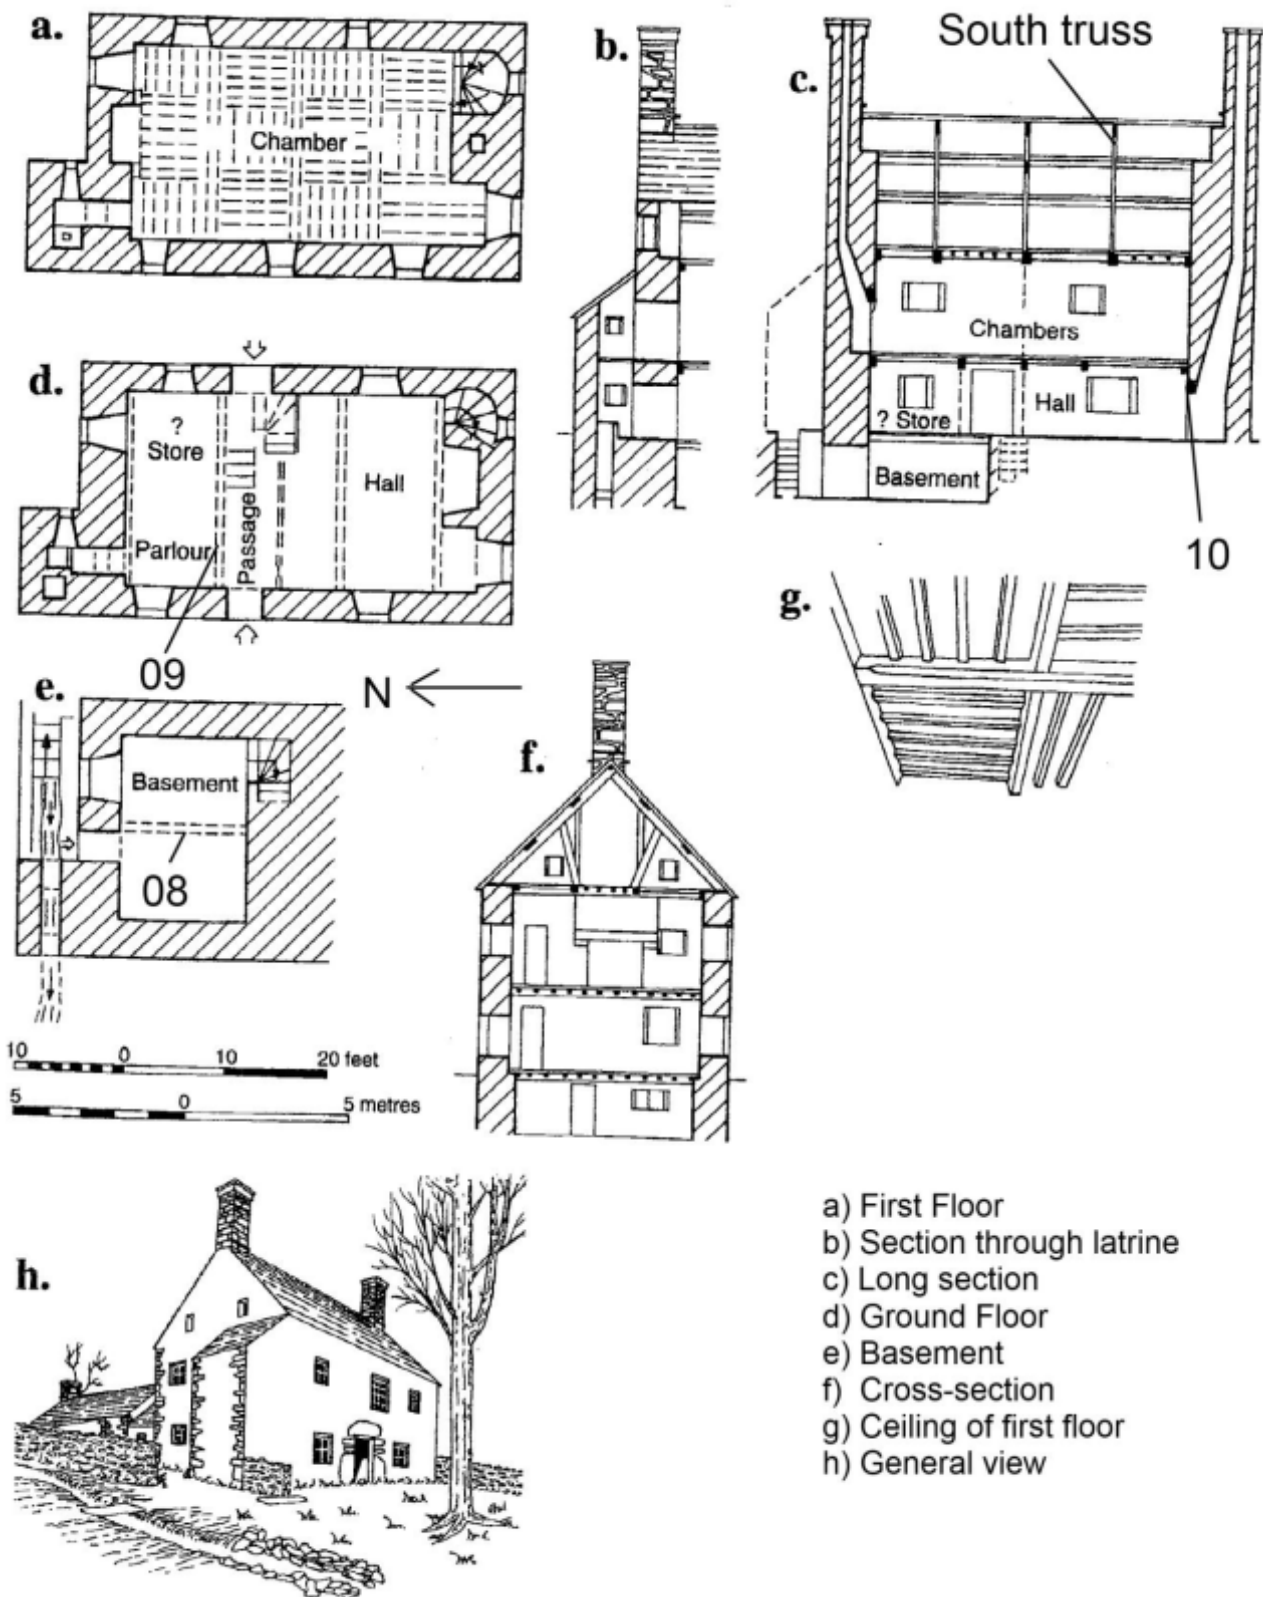 a.
Chamber
b.
South truss
c.
Chambers
? Store
Hall
Basement
10
d.
?
Store
Parlour
Passage
Hall
09
N
e.
Basement
08
f.
g.
10 0 10 20 feet
5 0 5 metres
h.
a) First Floor
b) Section through latrine
c) Long section
d) Ground Floor
e) Basement
f) Cross-section
g) Ceiling of first floor
h) General view